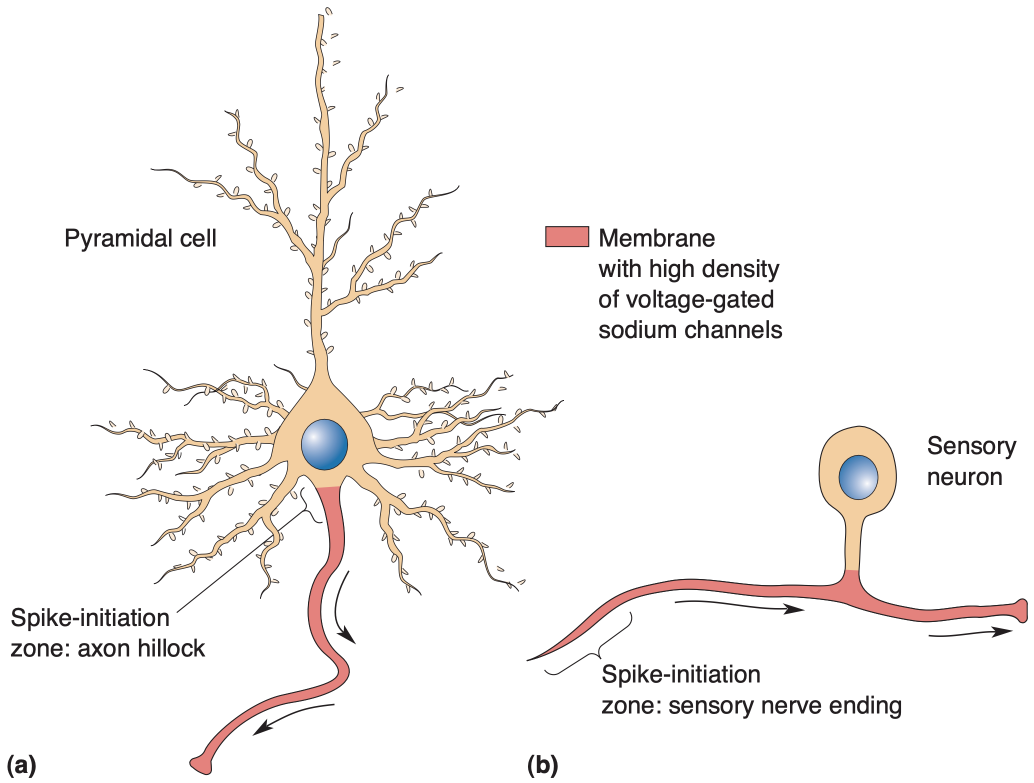 Pyramidal cell
Membrane
with high density
of voltage-gated
sodium channels
Sensory
neuron
Spike-initiation
zone: axon hillock
Spike-initiation
zone: sensory nerve ending
(a)
(b)